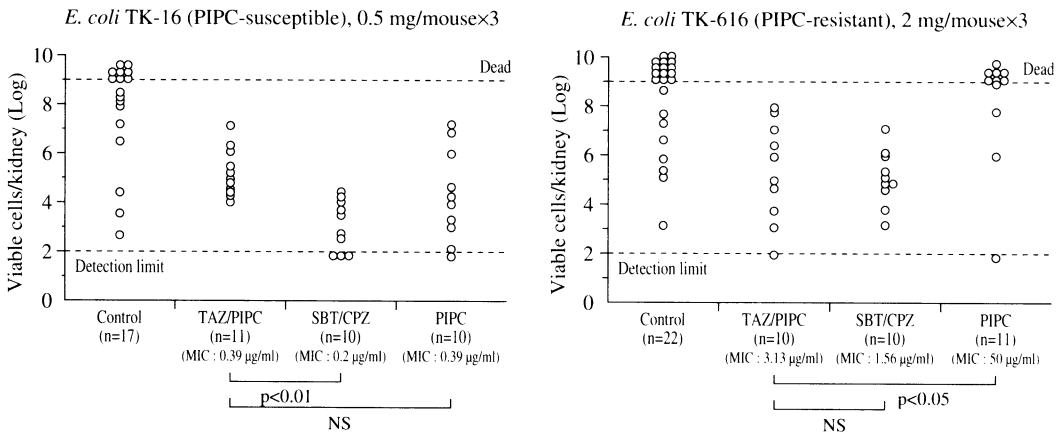 E. coli TK-16 (PIPC-susceptible), 0.5 mg/mouse×3
Viable cells/kidney (Log)
10
8
6
4
2
0
Dead
Detection limit
Control
(n=17)
TAZ/PIPC
(n=11)
(MIC : 0.39 μg/ml)
SBT/CPZ
(n=10)
(MIC : 0.2 μg/ml)
PIPC
(n=10)
(MIC : 0.39 μg/ml)
p<0.01
NS
E. coli TK-616 (PIPC-resistant), 2 mg/mouse×3
Viable cells/kidney (Log)
10
8
6
4
2
0
Dead
Detection limit
Control
(n=22)
TAZ/PIPC
(n=10)
(MIC : 3.13 μg/ml)
SBT/CPZ
(n=10)
(MIC : 1.56 μg/ml)
PIPC
(n=11)
(MIC : 50 μg/ml)
p<0.05
NS